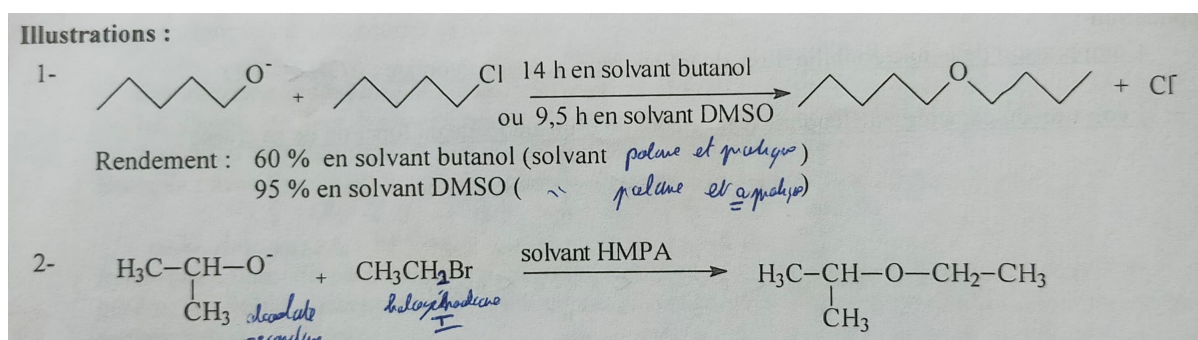 Illustrations :
1-
O⁻ + Cl 14 h en solvant butanol O + Cl⁻
ou 9,5 h en solvant DMSO
Rendement : 60 % en solvant butanol (solvant polaire et protique)
95 % en solvant DMSO ( " polaire et aprotique)
2-
H₃C–CH–O⁻ + CH₃CH₂Br solvant HMPA H₃C–CH–O–CH₂–CH₃
CH₃ alcoolate I CH₃